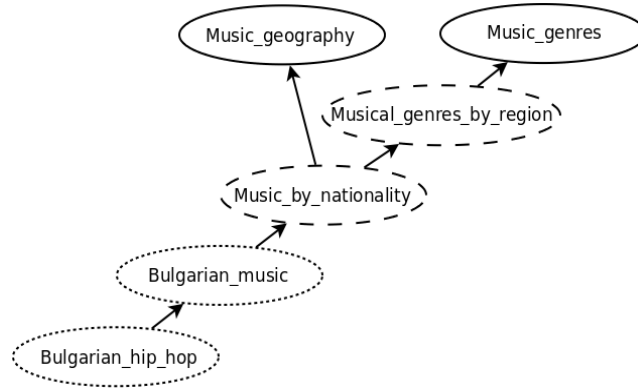 Music_geography
Music_genres
Musical_genres_by_region
Music_by_nationality
Bulgarian_music
Bulgarian_hip_hop